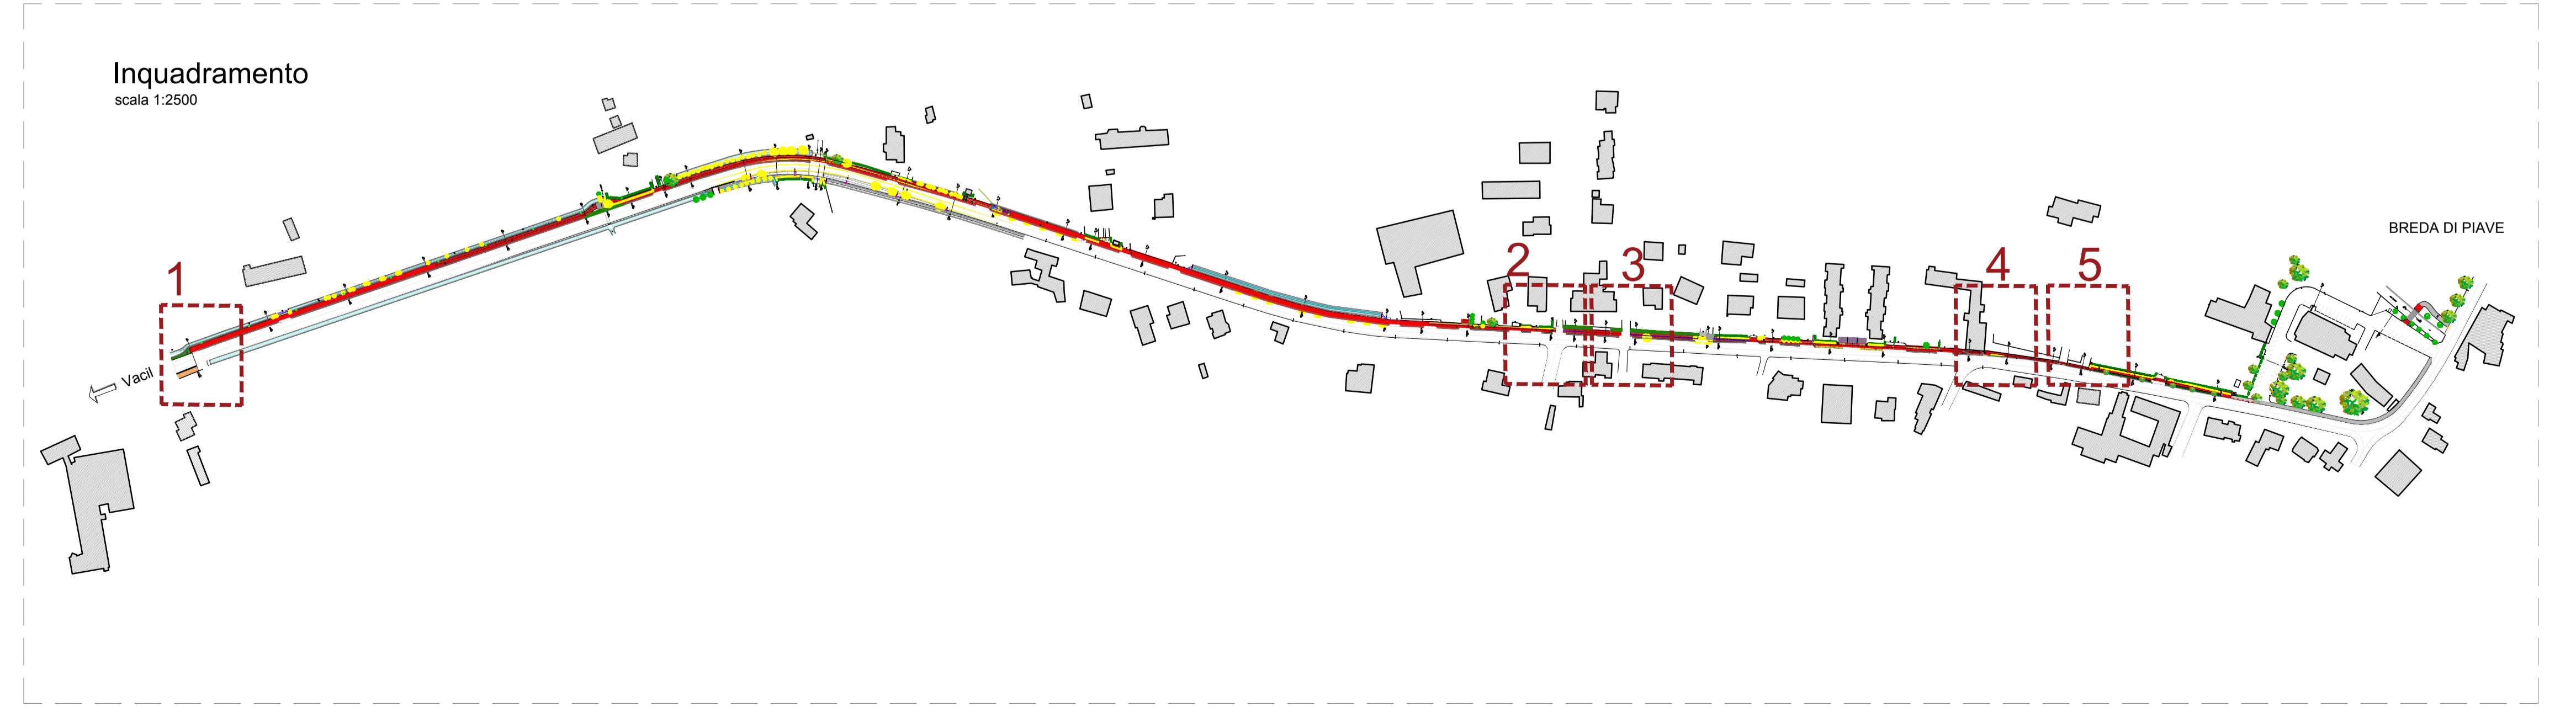 Inquadramento
scala 1:2500
BREDA DI PIAVE
1
2
3
4
5
Vacil